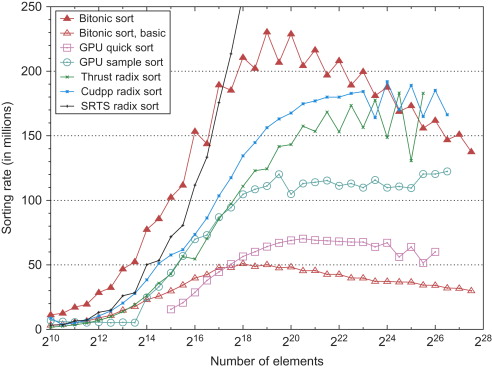 250
200
150
100
50
0
Sorting rate (in millions)
Bitonic sort
Bitonic sort, basic
GPU quick sort
GPU sample sort
Thrust radix sort
Cudpp radix sort
SRTS radix sort
2^10 2^12 2^14 2^16 2^18 2^20 2^22 2^24 2^26 2^28
Number of elements